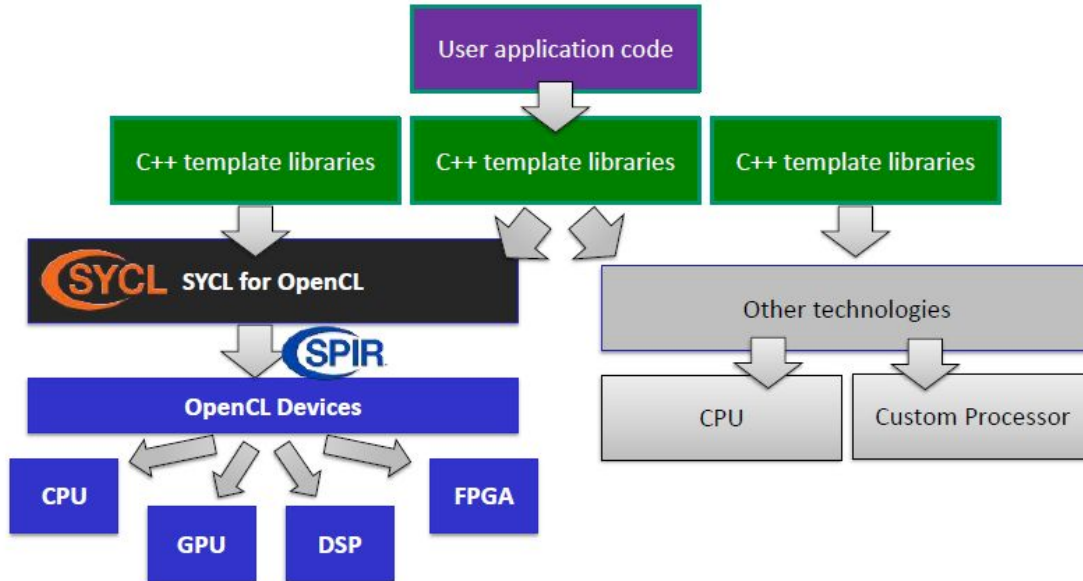 User application code
C++ template libraries
C++ template libraries
C++ template libraries
SYCL SYCL for OpenCL
Other technologies
SPIR
OpenCL Devices
CPU
Custom Processor
CPU
FPGA
GPU
DSP